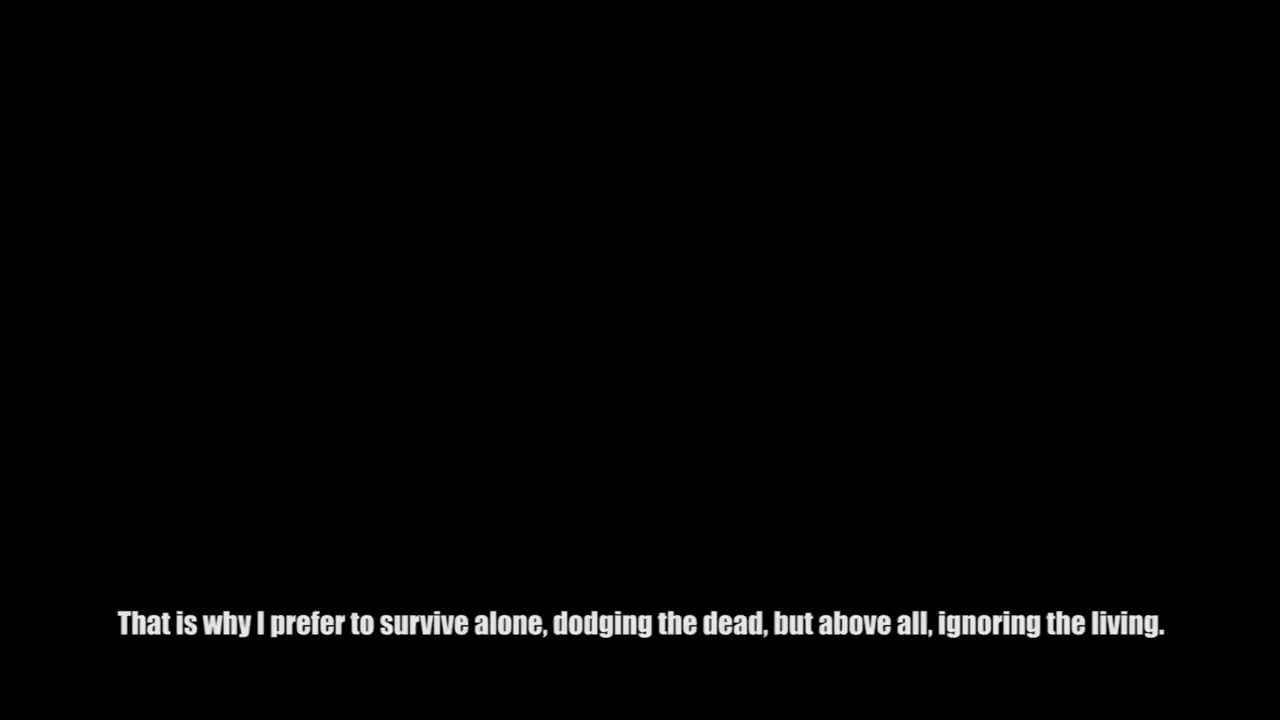 That is why I prefer to survive alone, dodging the dead, but above all, ignoring the living.